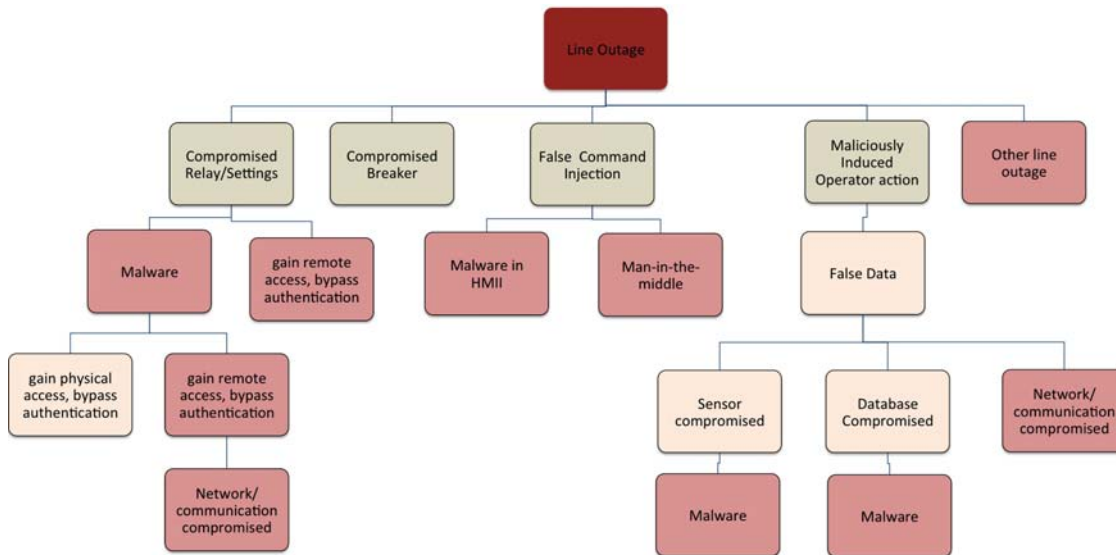 Line Outage
Compromised
Relay/Settings
Compromised
Breaker
False Command
Injection
Maliciously
Induced
Operator action
Other line
outage
Malware
gain remote
access, bypass
authentication
Malware in
HMII
Man-in-the-
middle
False Data
gain physical
access, bypass
authentication
gain remote
access, bypass
authentication
Sensor
compromised
Database
Compromised
Network/
communication
compromised
Network/
communication
compromised
Malware
Malware